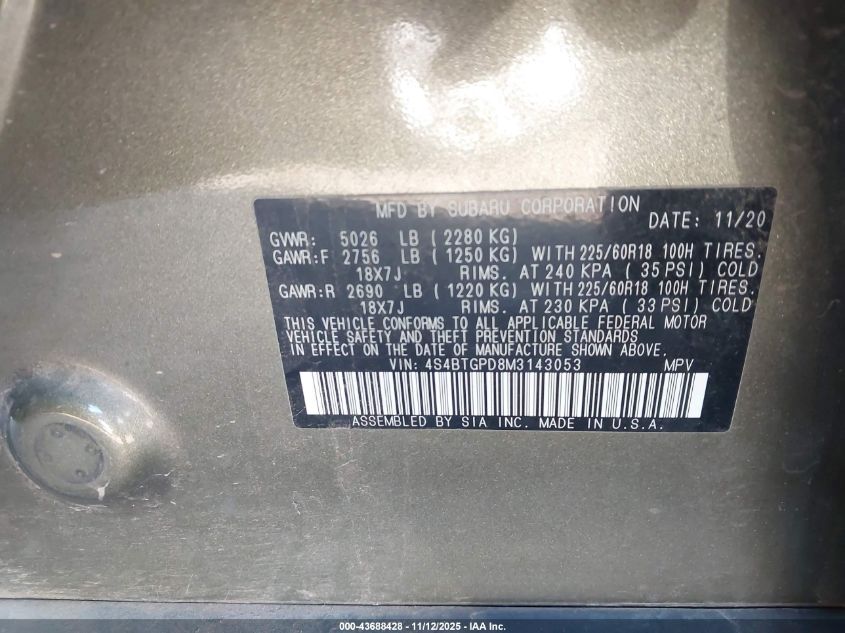 MFD BY SUBARU CORPORATION
DATE: 11/20
GVWR: 5026 LB ( 2280 KG)
GAWR:F 2756 LB ( 1250 KG) WITH 225/60R18 100H TIRES.
18X7J RIMS. AT 240 KPA ( 35 PSI) COLD
GAWR:R 2690 LB ( 1220 KG) WITH 225/60R18 100H TIRES.
18X7J RIMS. AT 230 KPA ( 33 PSI) COLD
THIS VEHICLE CONFORMS TO ALL APPLICABLE FEDERAL MOTOR
VEHICLE SAFETY AND THEFT PREVENTION STANDARDS
IN EFFECT ON THE DATE OF MANUFACTURE SHOWN ABOVE.
VIN: 4S4BTGPD8M3143053 MPV
ASSEMBLED BY SIA INC. MADE IN U.S.A.
000-43688428 - 11/12/2025 - IAA Inc.